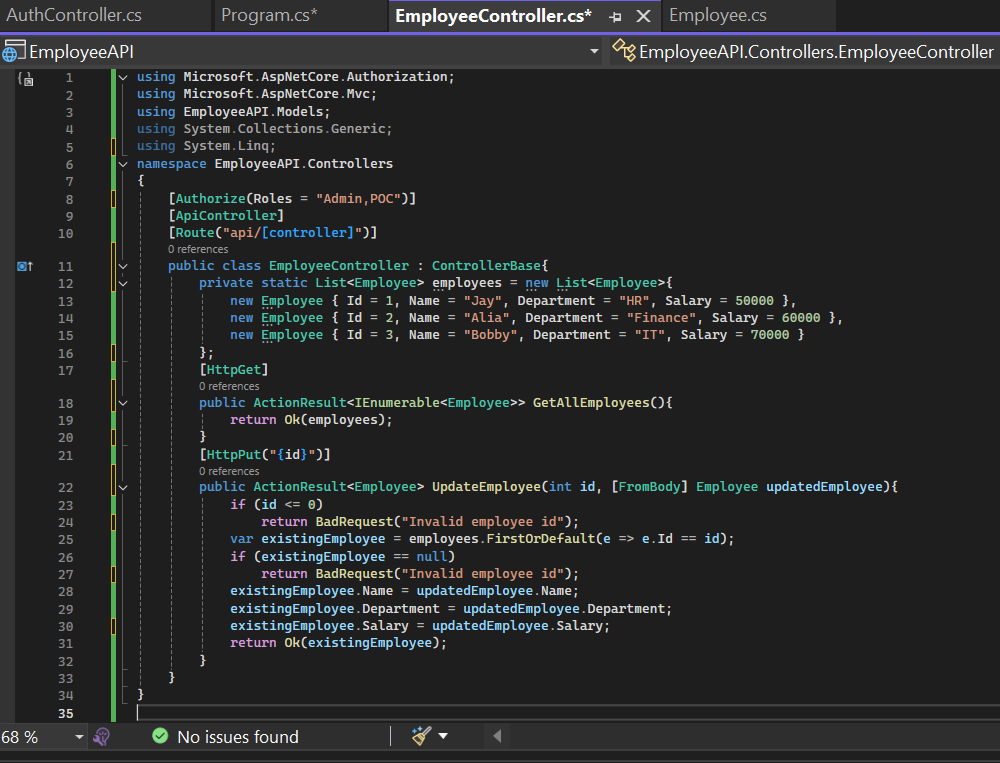 AuthController.cs Program.cs* EmployeeController.cs* Employee.cs
EmployeeAPI EmployeeAPI.Controllers.EmployeeController
1 using Microsoft.AspNetCore.Authorization;
2 using Microsoft.AspNetCore.Mvc;
3 using EmployeeAPI.Models;
4 using System.Collections.Generic;
5 using System.Linq;
6 namespace EmployeeAPI.Controllers
7 {
8 [Authorize(Roles = "Admin,POC")]
9 [ApiController]
10 [Route("api/[controller]")]
0 references
11 public class EmployeeController : ControllerBase{
12 private static List<Employee> employees = new List<Employee>{
13 new Employee { Id = 1, Name = "Jay", Department = "HR", Salary = 50000 },
14 new Employee { Id = 2, Name = "Alia", Department = "Finance", Salary = 60000 },
15 new Employee { Id = 3, Name = "Bobby", Department = "IT", Salary = 70000 }
16 };
17 [HttpGet]
0 references
18 public ActionResult<IEnumerable<Employee>> GetAllEmployees(){
19 return Ok(employees);
20 }
21 [HttpPut("{id}")]
0 references
22 public ActionResult<Employee> UpdateEmployee(int id, [FromBody] Employee updatedEmployee){
23 if (id <= 0)
24 return BadRequest("Invalid employee id");
25 var existingEmployee = employees.FirstOrDefault(e => e.Id == id);
26 if (existingEmployee == null)
27 return BadRequest("Invalid employee id");
28 existingEmployee.Name = updatedEmployee.Name;
29 existingEmployee.Department = updatedEmployee.Department;
30 existingEmployee.Salary = updatedEmployee.Salary;
31 return Ok(existingEmployee);
32 }
33 }
34 }
35
68 % No issues found